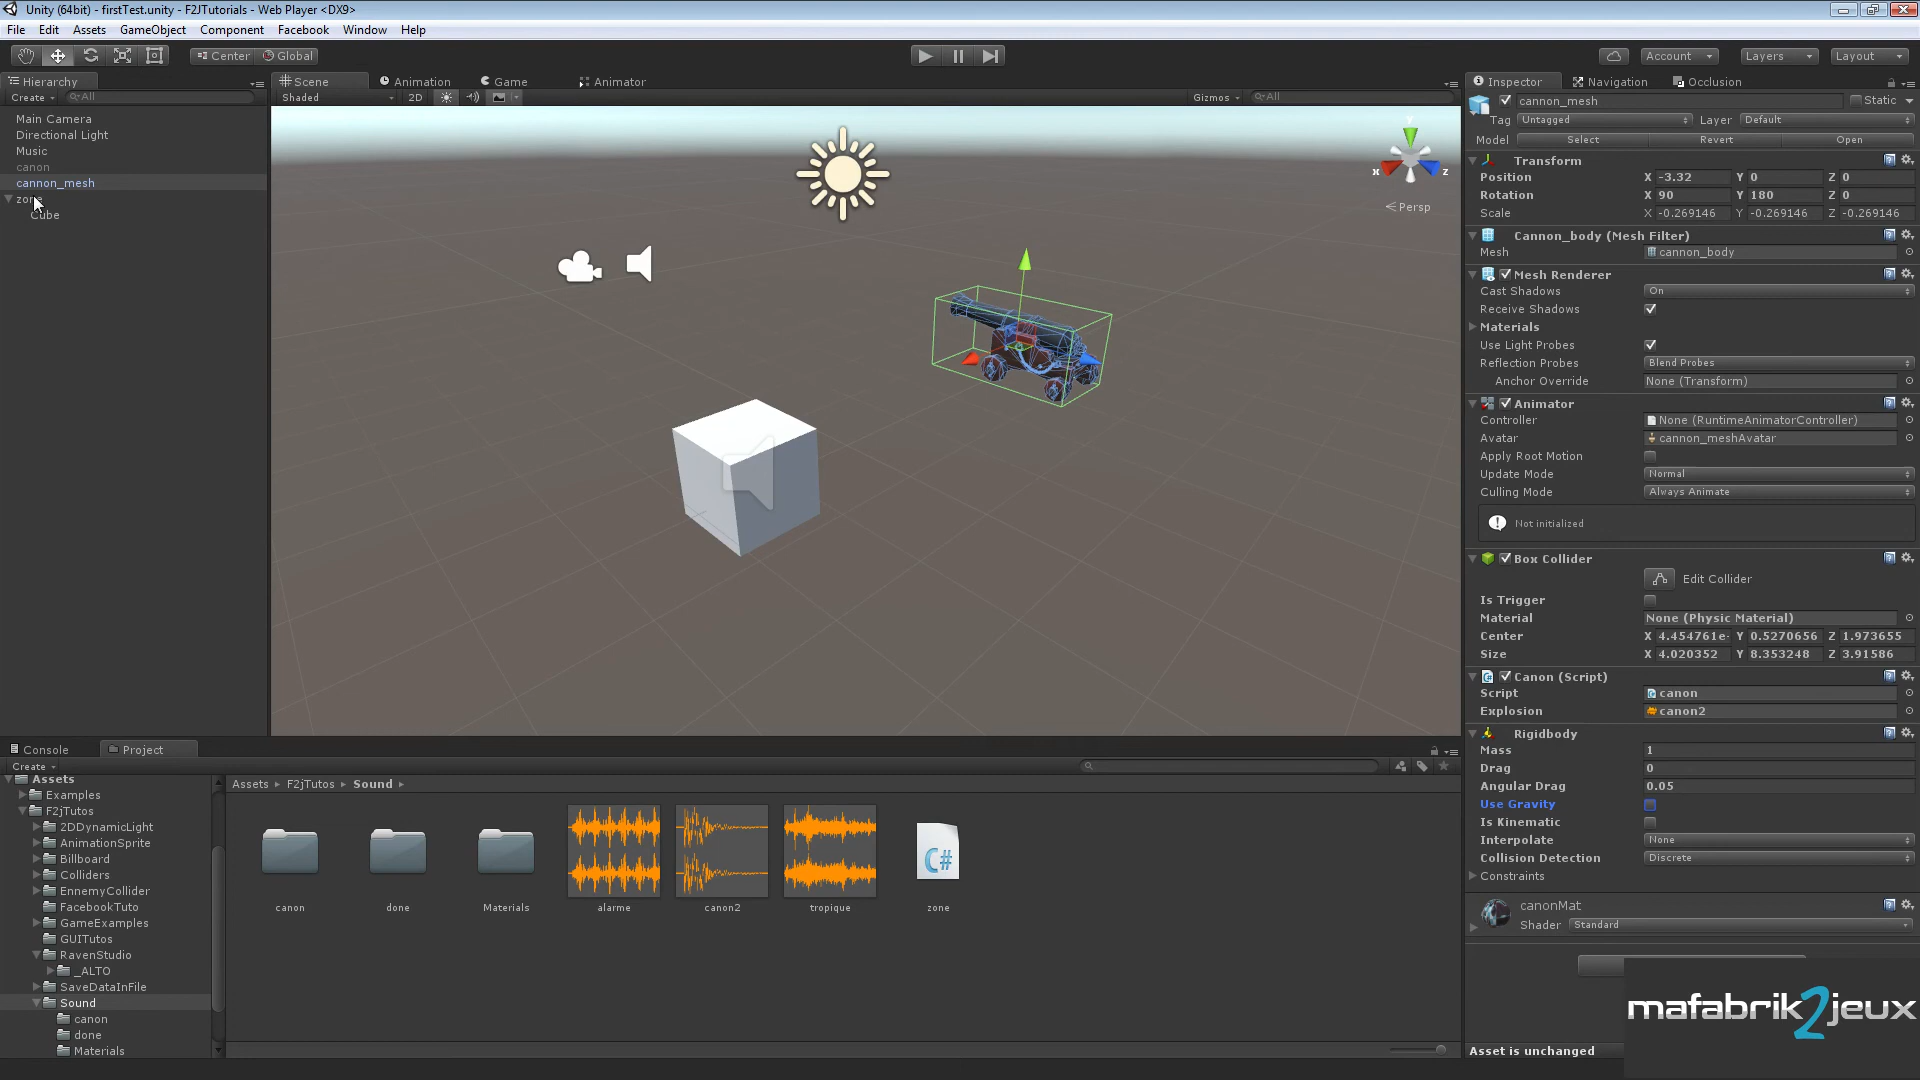 Unity (64bit) - firstTest.unity - F2JTutorials - Web Player <DX9>
File Edit Assets GameObject Component Facebook Window Help
Center Global Account Layers Layout
Hierarchy
Create All
Main Camera
Directional Light
Music
canon
cannon_mesh
Cube
Scene Animation Game Animator
Shaded 2D Gizmos All
y
x z
Persp
Inspector Navigation Occlusion
cannon_mesh Static
Tag Untagged Layer Default
Model Select Revert Open
Transform
Position X -3.32 Y 0 Z 0
Rotation X 90 Y 180 Z 0
Scale X -0.269146 Y -0.269146 Z -0.269146
Cannon_body (Mesh Filter)
Mesh cannon_body
Mesh Renderer
Cast Shadows On
Receive Shadows
Materials
Use Light Probes
Reflection Probes Blend Probes
Anchor Override None (Transform)
Animator
Controller None (RuntimeAnimatorController)
Avatar cannon_meshAvatar
Apply Root Motion
Update Mode Normal
Culling Mode Always Animate
Not initialized
Box Collider
Edit Collider
Is Trigger
Material None (Physic Material)
Center X 4.454761e- Y 0.5270656 Z 1.973655
Size X 4.020352 Y 8.353248 Z 3.91586
Canon (Script)
Script canon
Explosion canon2
Rigidbody
Mass 1
Drag 0
Angular Drag 0.05
Use Gravity
Is Kinematic
Interpolate None
Collision Detection Discrete
Constraints
canonMat
Shader Standard
mafabrik2jeux
Asset is unchanged
Console Project
Create
Assets
Examples
F2jTutos
2DDynamicLight
AnimationSprite
Billboard
Colliders
EnnemyCollider
FacebookTuto
GameExamples
GUITutos
RavenStudio
_ALTO
SaveDataInFile
Sound
canon
done
Materials
Assets F2jTutos Sound
C#
canon done Materials alarme canon2 tropique zone